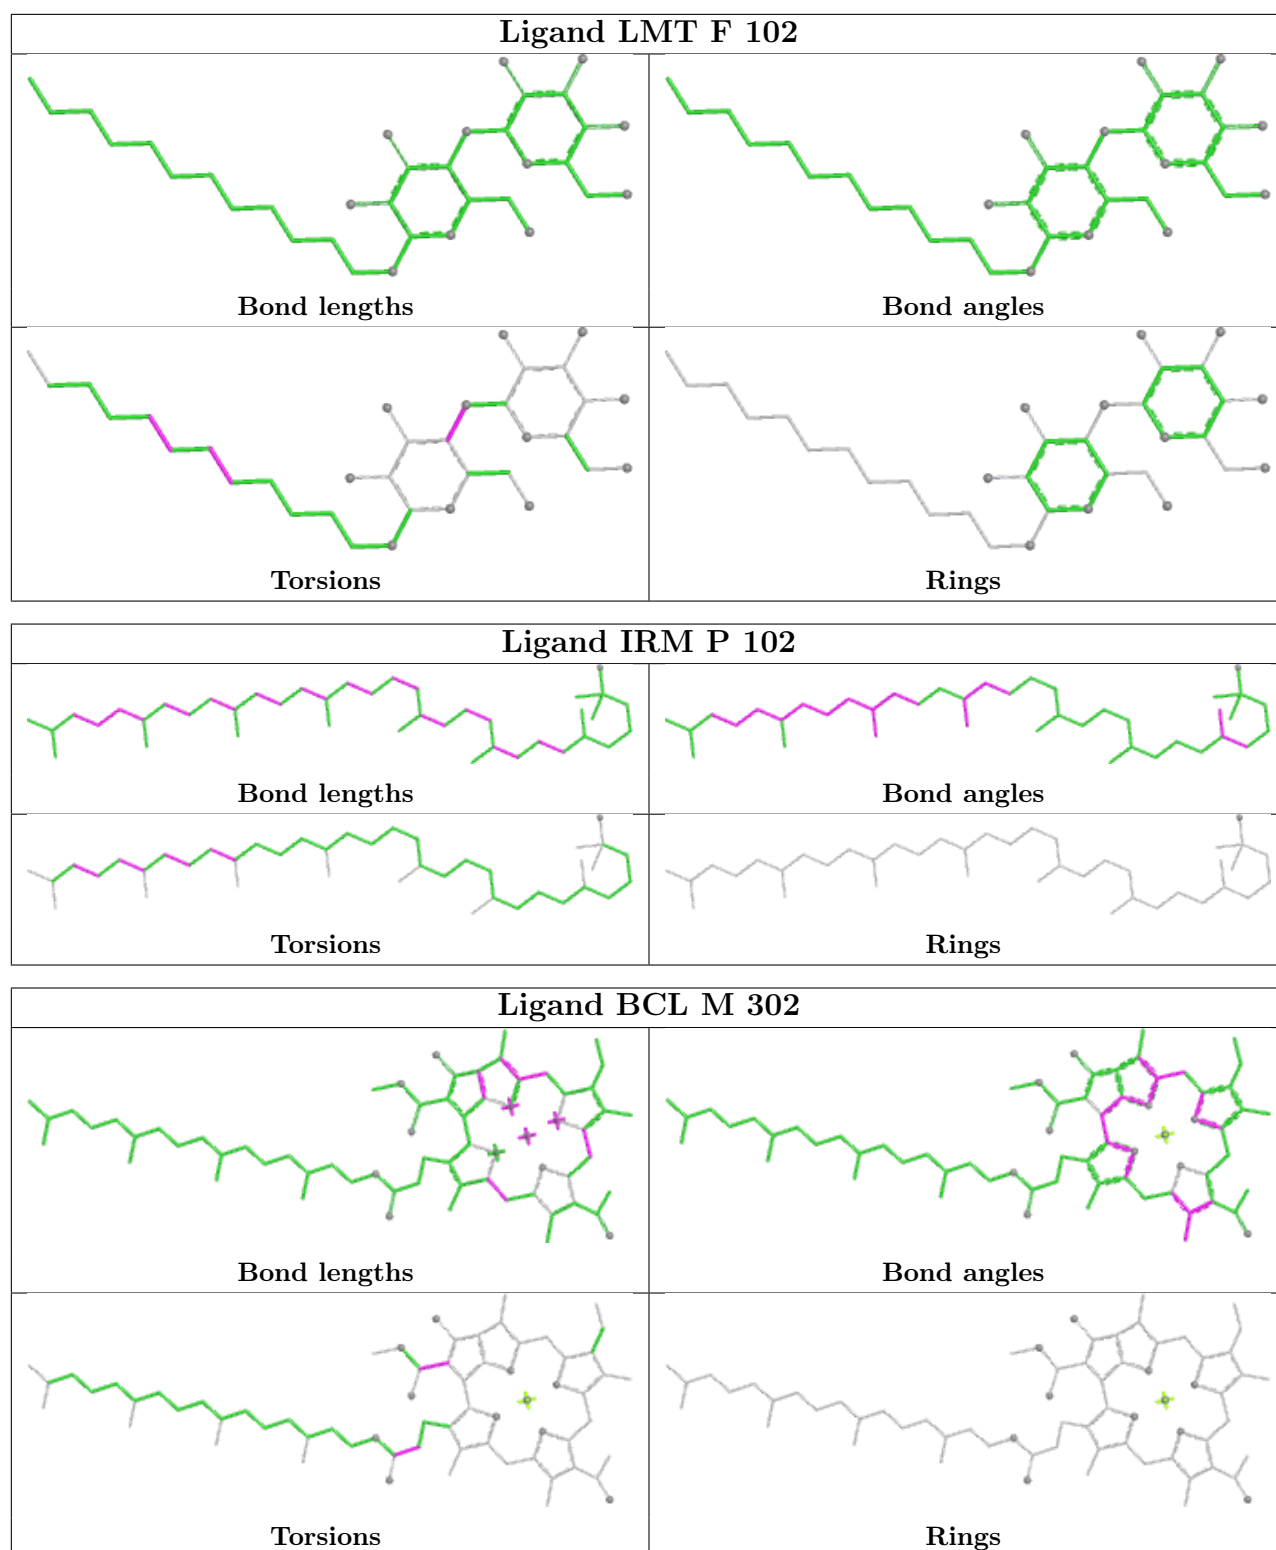 Ligand LMT F 102
Bond lengths
Bond angles
Torsions
Rings
Ligand IRM P 102
Bond lengths
Bond angles
Torsions
Rings
Ligand BCL M 302
Bond lengths
Bond angles
Torsions
Rings